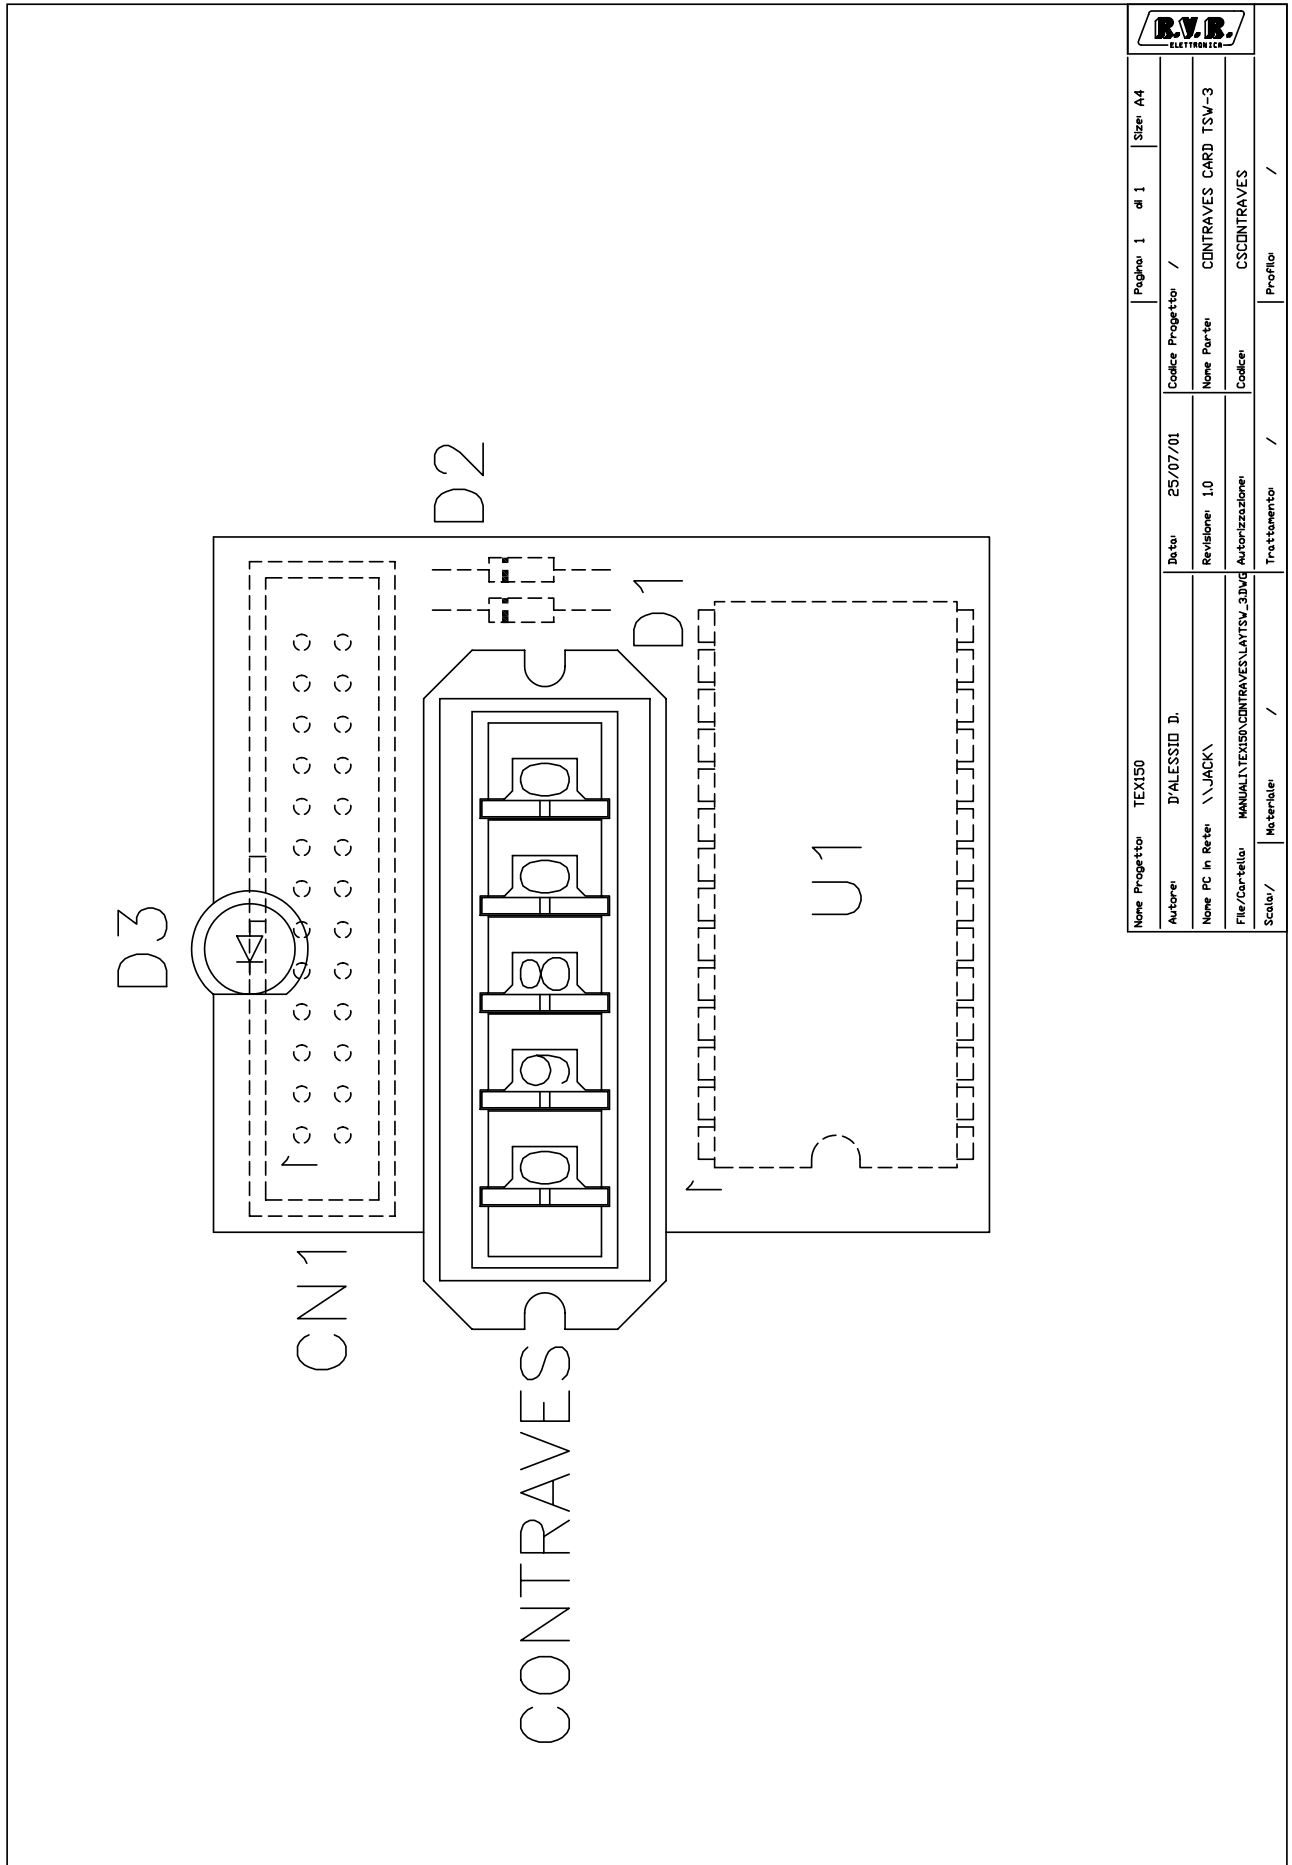 D3
D2
D1
1
CN1
0 9 8 0 0
CONTRAVES
1
U1
R.V.R.
ELETTRONICA
Nome Progetto: TEX150
Pagina: 1 di 1
Size: A4
Autore: D'ALESSIO D.
Data: 25/07/01
Codice Progetto: /
Nome PC in Rete: \\JACK\
Revisione: 1.0
Nome Parte: CONTRAVES CARD TSW-3
File/Cartella: MANUALI\TEX150\CONTRAVES\LAYTSW_3.DWG
Autorizzazione:
Codice: CSCONTRAVES
Scala: /
Materiale: /
Trattamento: /
Profilo: /